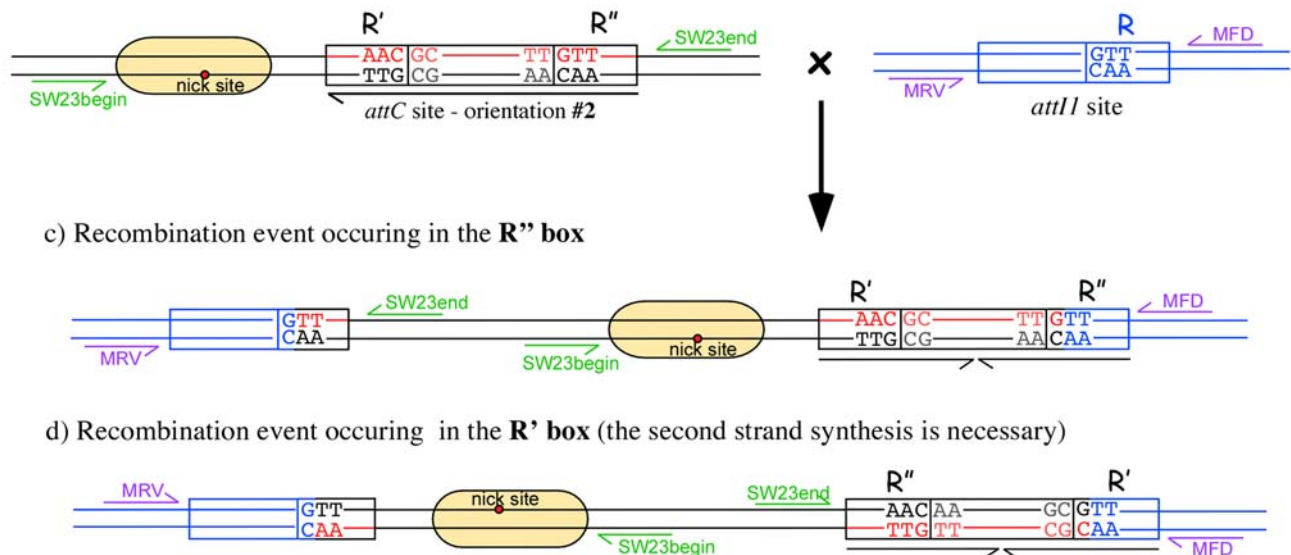 R' R" R
AAC GC TT GTT SW23end GTT MFD
TTG CG AA CAA CAA
nick site
SW23begin MRV
attC site - orientation #2 attI1 site
c) Recombination event occuring in the R” box
SW23end R' R" MFD
GTT AAC GC TT GTT
CAA TTG CG AA CAA
MRV SW23begin nick site
d) Recombination event occuring in the R’ box (the second strand synthesis is necessary)
MRV nick site SW23end R" R'
GTT AAC AA GC GTT
CAA TTG TT CG CAA
SW23begin MFD